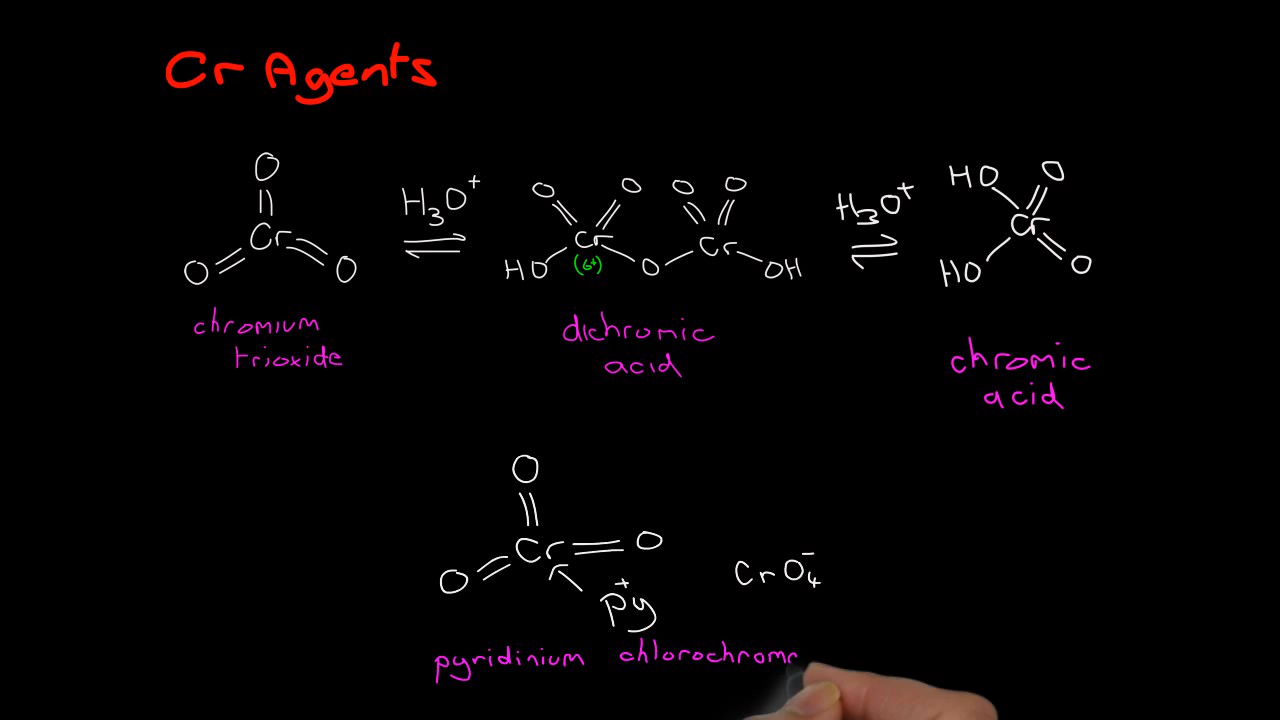 Cr Agents
O
Cr
O
O
H₃O⁺
O O O O
Cr Cr
HO (6+) O OH
H₃O⁺
HO O
Cr
HO O
chromium
trioxide
dichromic
acid
chromic
acid
O
Cr O
O
py⁺
CrO₄⁻
pyridinium chlorochrom